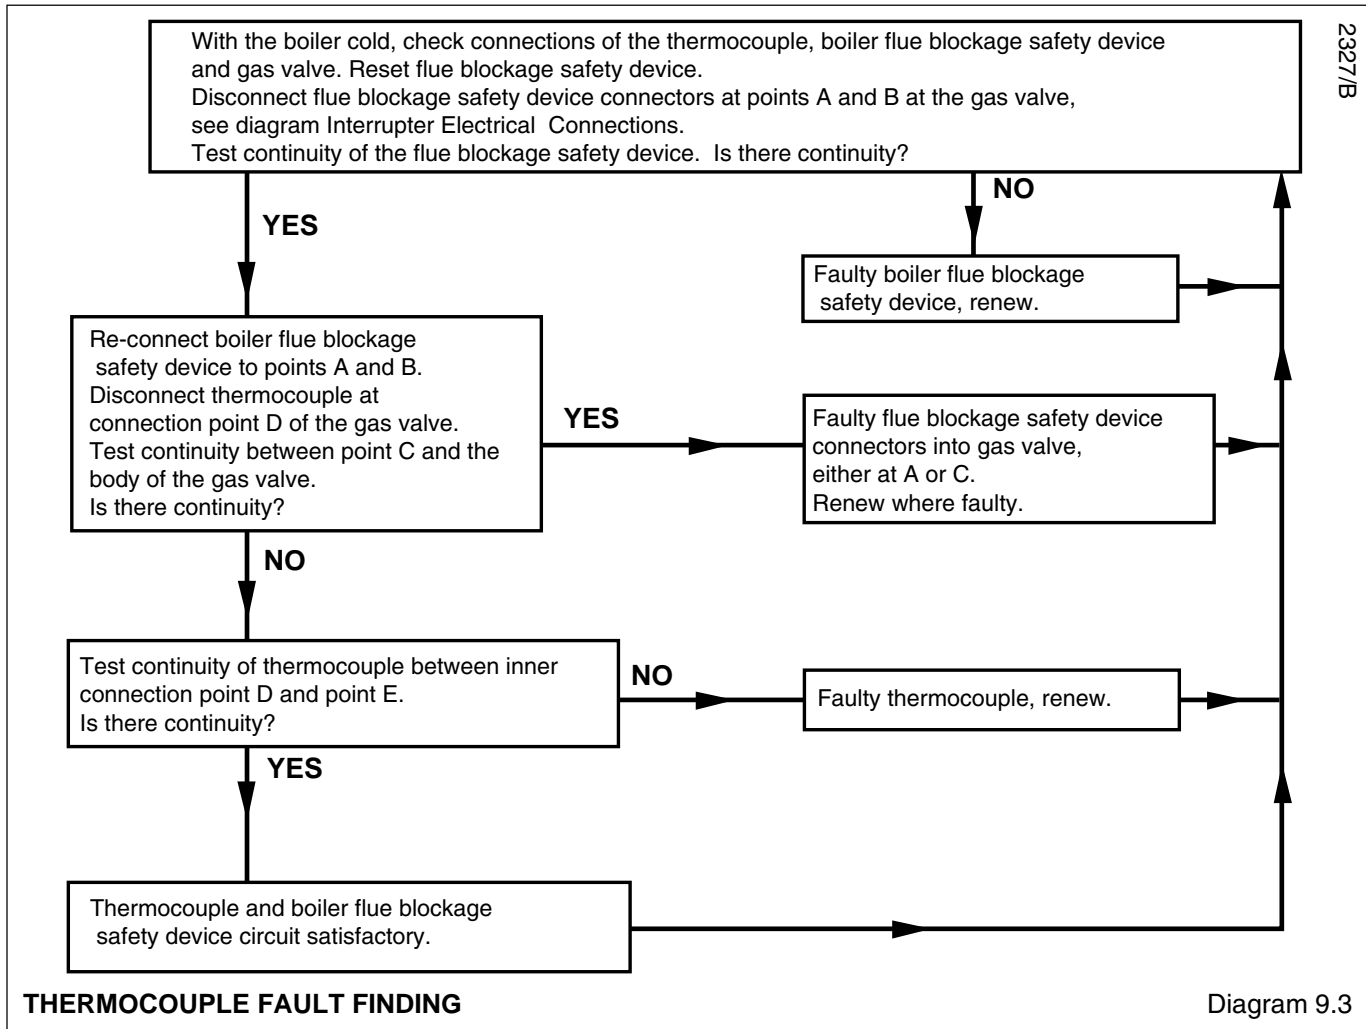 With the boiler cold, check connections of the thermocouple, boiler flue blockage safety device
and gas valve. Reset flue blockage safety device.
Disconnect flue blockage safety device connectors at points A and B at the gas valve,
see diagram Interrupter Electrical Connections.
Test continuity of the flue blockage safety device. Is there continuity?
2327/B
YES
NO
Faulty boiler flue blockage
safety device, renew.
Re-connect boiler flue blockage
safety device to points A and B.
Disconnect thermocouple at
connection point D of the gas valve.
Test continuity between point C and the
body of the gas valve.
Is there continuity?
YES
Faulty flue blockage safety device
connectors into gas valve,
either at A or C.
Renew where faulty.
NO
Test continuity of thermocouple between inner
connection point D and point E.
Is there continuity?
NO
Faulty thermocouple, renew.
YES
Thermocouple and boiler flue blockage
safety device circuit satisfactory.
THERMOCOUPLE FAULT FINDING
Diagram 9.3